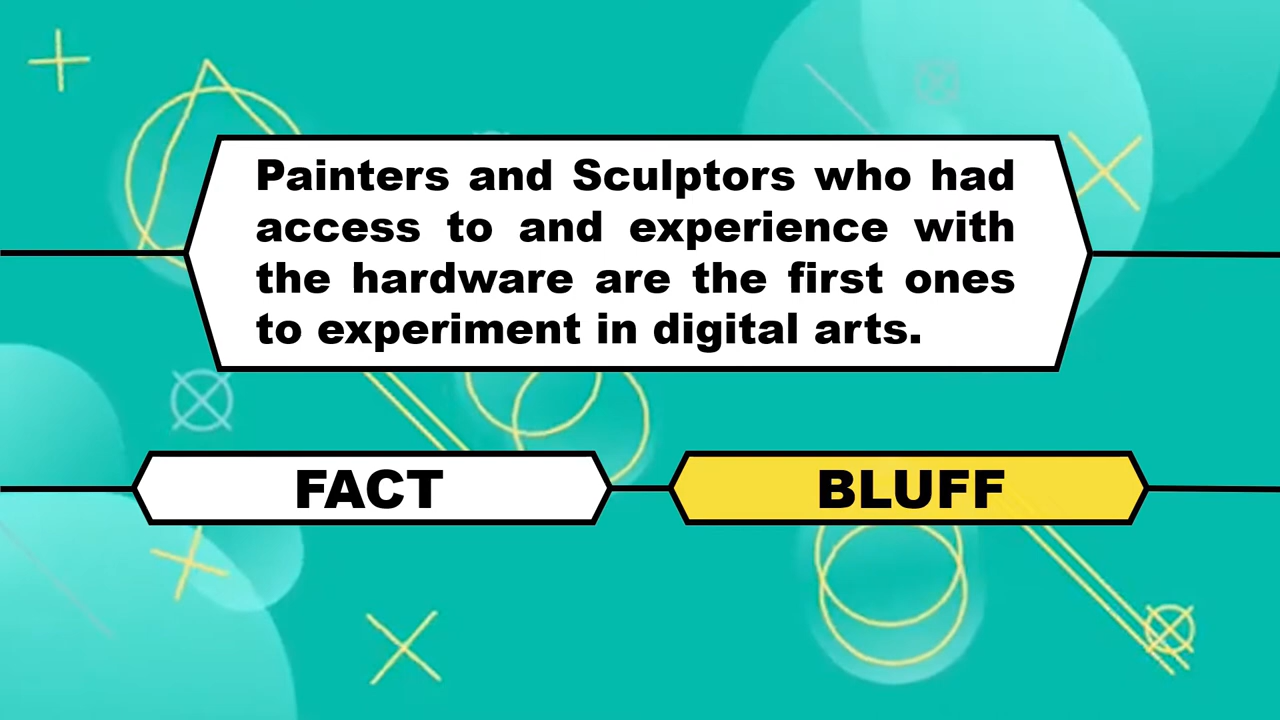 Painters and Sculptors who had
access to and experience with
the hardware are the first ones
to experiment in digital arts.
FACT
BLUFF